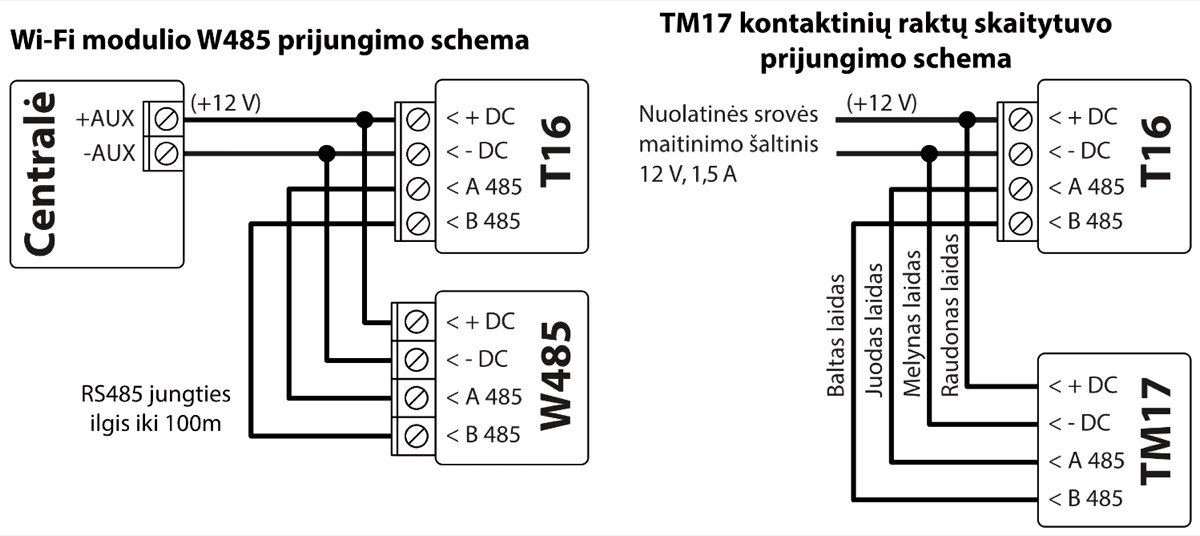 Wi-Fi modulio W485 prijungimo schema
Centralė
+AUX
-AUX
(+12 V)
< + DC
< - DC
< A 485
< B 485
T16
< + DC
< - DC
< A 485
< B 485
W485
RS485 jungties
ilgis iki 100m
TM17 kontaktinių raktų skaitytuvo
prijungimo schema
Nuolatinės srovės
maitinimo šaltinis
12 V, 1,5 A
(+12 V)
< + DC
< - DC
< A 485
< B 485
T16
Baltas laidas
Juodas laidas
Melynas laidas
Raudonas laidas
< + DC
< - DC
< A 485
< B 485
TM17